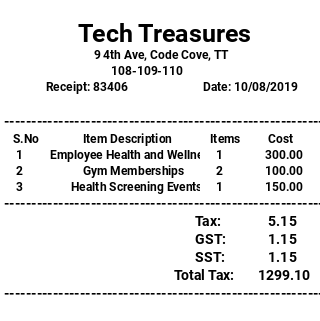 Tech Treasures
9 4th Ave, Code Cove, TT
108-109-110
Receipt: 83406 Date: 10/08/2019
S.No Item Description Items Cost
1 Employee Health and Wellne 1 300.00
2 Gym Memberships 2 100.00
3 Health Screening Events 1 150.00
Tax: 5.15
GST: 1.15
SST: 1.15
Total Tax: 1299.10